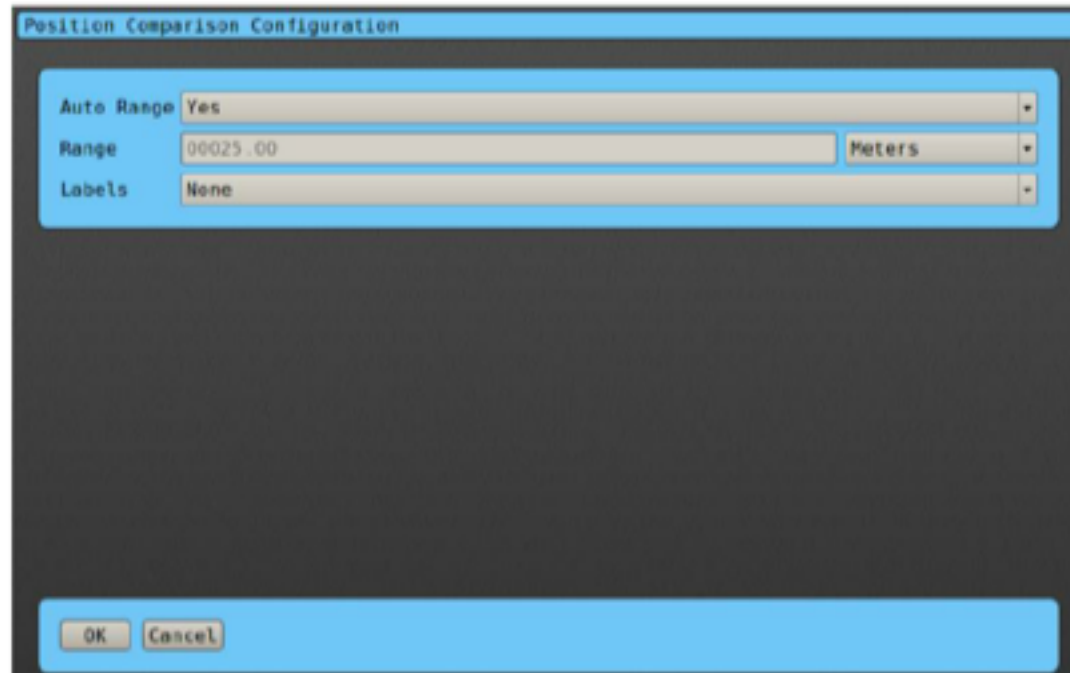 Position Comparison Configuration
Auto Range Yes
Range 00025.00 Meters
Labels None
OK Cancel